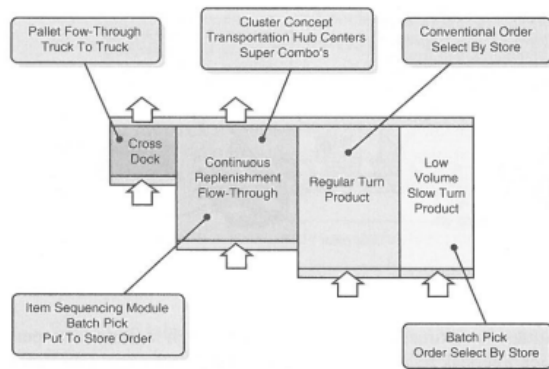 Pallet Fow-Through
Truck To Truck
Cluster Concept
Transportation Hub Centers
Super Combo's
Conventional Order
Select By Store
Cross
Dock
Continuous
Replenishment
Flow-Through
Regular Turn
Product
Low
Volume
Slow Turn
Product
Item Sequencing Module
Batch Pick
Put To Store Order
Batch Pick
Order Select By Store